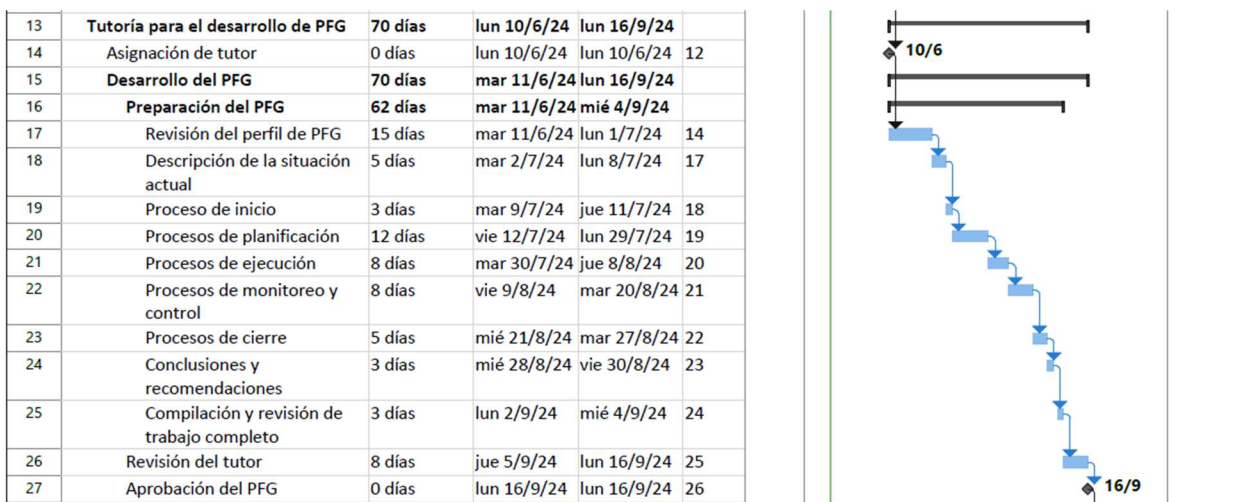 13 Tutoría para el desarrollo de PFG 70 días lun 10/6/24 lun 16/9/24
14 Asignación de tutor 0 días lun 10/6/24 lun 10/6/24 12 10/6
15 Desarrollo del PFG 70 días mar 11/6/24 lun 16/9/24
16 Preparación del PFG 62 días mar 11/6/24 mié 4/9/24
17 Revisión del perfil de PFG 15 días mar 11/6/24 lun 1/7/24 14
18 Descripción de la situación 5 días mar 2/7/24 lun 8/7/24 17
actual
19 Proceso de inicio 3 días mar 9/7/24 jue 11/7/24 18
20 Procesos de planificación 12 días vie 12/7/24 lun 29/7/24 19
21 Procesos de ejecución 8 días mar 30/7/24 jue 8/8/24 20
22 Procesos de monitoreo y 8 días vie 9/8/24 mar 20/8/24 21
control
23 Procesos de cierre 5 días mié 21/8/24 mar 27/8/24 22
24 Conclusiones y 3 días mié 28/8/24 vie 30/8/24 23
recomendaciones
25 Compilación y revisión de 3 días lun 2/9/24 mié 4/9/24 24
trabajo completo
26 Revisión del tutor 8 días jue 5/9/24 lun 16/9/24 25
27 Aprobación del PFG 0 días lun 16/9/24 lun 16/9/24 26 16/9